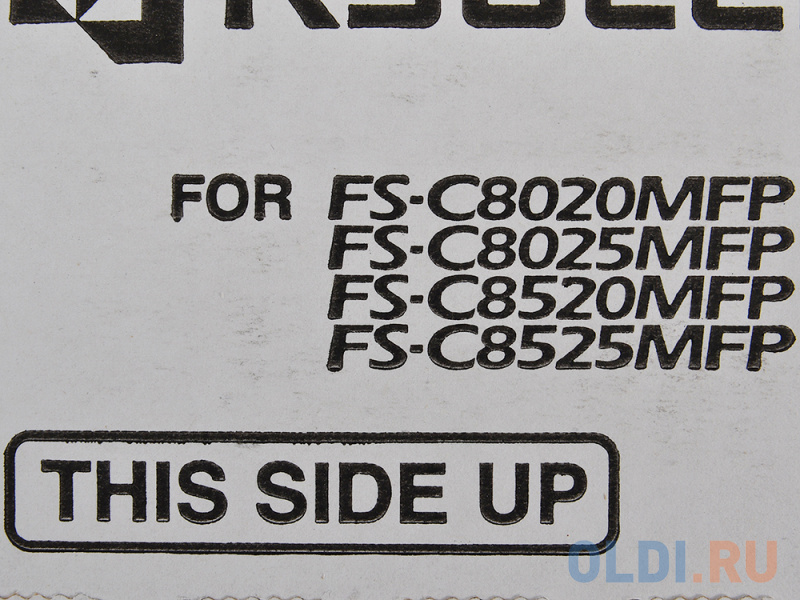 FOR FS-C8020MFP
FS-C8025MFP
FS-C8520MFP
FS-C8525MFP
THIS SIDE UP
OLDI.RU